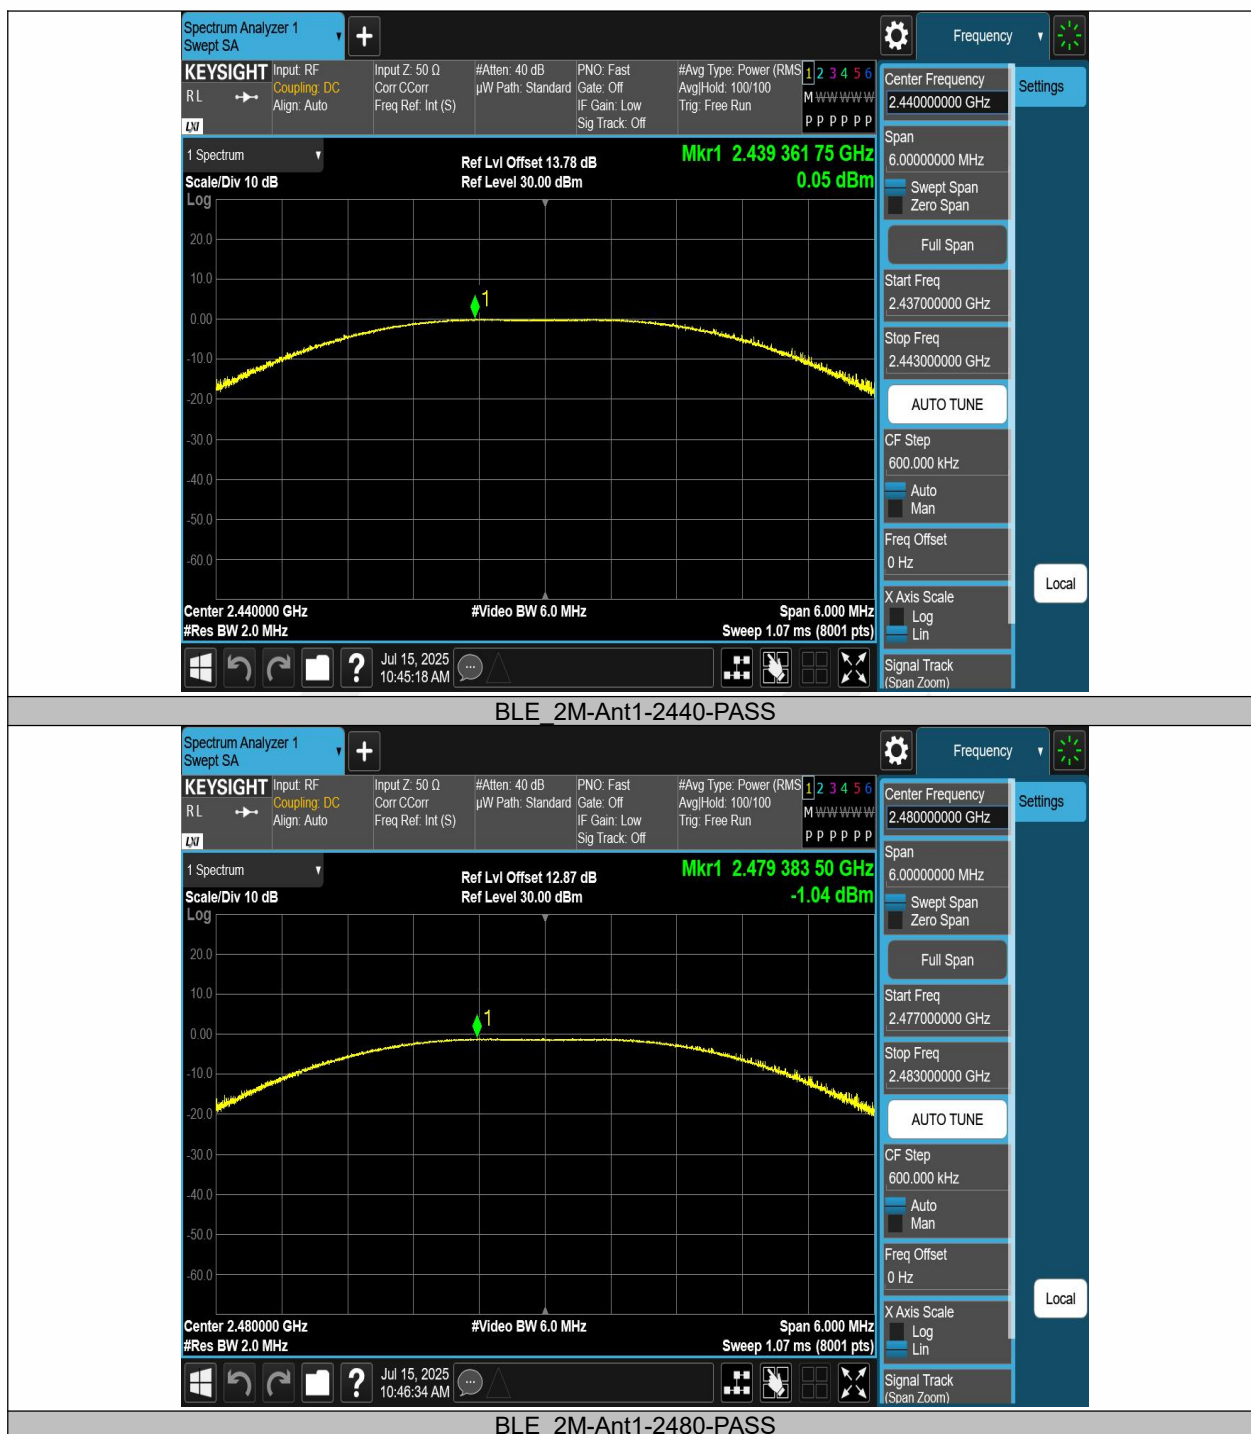 Spectrum Analyzer 1
Swept SA
Frequency
KEYSIGHT
R L
LXI
Input: RF
Coupling: DC
Align: Auto
Input Z: 50 Ω
Corr CCorr
Freq Ref: Int (S)
#Atten: 40 dB
µW Path: Standard
PNO: Fast
Gate: Off
IF Gain: Low
Sig Track: Off
#Avg Type: Power (RMS
Avg|Hold: 100/100
Trig: Free Run
1 2 3 4 5 6
M W W W W W
P P P P P P
1 Spectrum
Scale/Div 10 dB
Ref Lvl Offset 13.78 dB
Ref Level 30.00 dBm
Mkr1 2.439 361 75 GHz
0.05 dBm
Log
20.0
10.0
0.00
-10.0
-20.0
-30.0
-40.0
-50.0
-60.0
1
Center 2.440000 GHz
#Res BW 2.0 MHz
#Video BW 6.0 MHz
Span 6.000 MHz
Sweep 1.07 ms (8001 pts)
Jul 15, 2025
10:45:18 AM
Center Frequency
2.440000000 GHz
Span
6.00000000 MHz
Swept Span
Zero Span
Full Span
Start Freq
2.437000000 GHz
Stop Freq
2.443000000 GHz
AUTO TUNE
CF Step
600.000 kHz
Auto
Man
Freq Offset
0 Hz
X Axis Scale
Log
Lin
Signal Track
(Span Zoom)
Settings
Local
BLE_2M-Ant1-2440-PASS
Spectrum Analyzer 1
Swept SA
Frequency
KEYSIGHT
R L
LXI
Input: RF
Coupling: DC
Align: Auto
Input Z: 50 Ω
Corr CCorr
Freq Ref: Int (S)
#Atten: 40 dB
µW Path: Standard
PNO: Fast
Gate: Off
IF Gain: Low
Sig Track: Off
#Avg Type: Power (RMS
Avg|Hold: 100/100
Trig: Free Run
1 2 3 4 5 6
M W W W W W
P P P P P P
1 Spectrum
Scale/Div 10 dB
Ref Lvl Offset 12.87 dB
Ref Level 30.00 dBm
Mkr1 2.479 383 50 GHz
-1.04 dBm
Log
20.0
10.0
0.00
-10.0
-20.0
-30.0
-40.0
-50.0
-60.0
1
Center 2.480000 GHz
#Res BW 2.0 MHz
#Video BW 6.0 MHz
Span 6.000 MHz
Sweep 1.07 ms (8001 pts)
Jul 15, 2025
10:46:34 AM
Center Frequency
2.480000000 GHz
Span
6.00000000 MHz
Swept Span
Zero Span
Full Span
Start Freq
2.477000000 GHz
Stop Freq
2.483000000 GHz
AUTO TUNE
CF Step
600.000 kHz
Auto
Man
Freq Offset
0 Hz
X Axis Scale
Log
Lin
Signal Track
(Span Zoom)
Settings
Local
BLE_2M-Ant1-2480-PASS